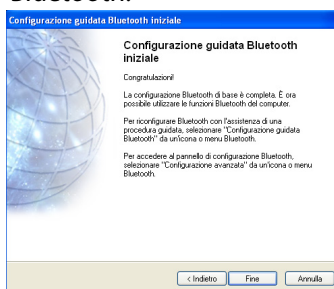 Bluetooth.
Configurazione guidata Bluetooth iniziale
Configurazione guidata Bluetooth
iniziale
Congratulazioni!
La configurazione Bluetooth di base è completa. È ora
possibile utilizzare le funzioni Bluetooth del computer.
Per riconfigurare Bluetooth con l'assistenza di una
procedura guidata, selezionare "Configurazione guidata
Bluetooth" da un'icona o menu Bluetooth.
Per accedere al pannello di configurazione Bluetooth,
selezionare "Configurazione avanzata" da un'icona o menu
Bluetooth.
< Indietro
Fine
Annulla